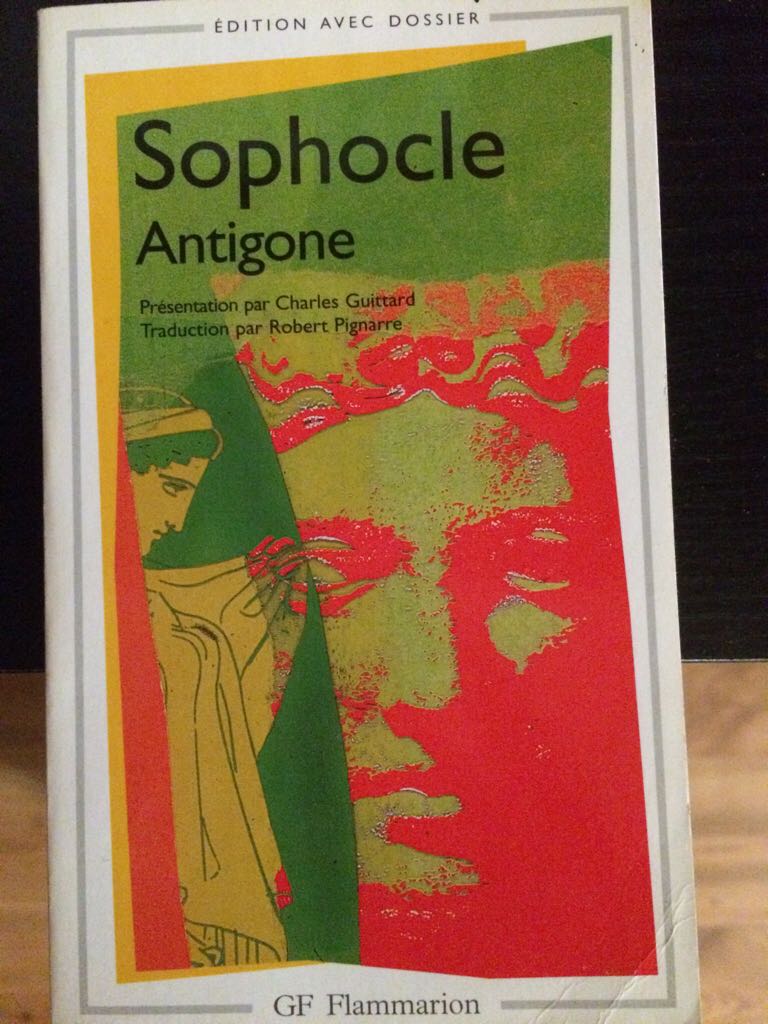 ÉDITION AVEC DOSSIER
Sophocle
Antigone
Présentation par Charles Guittard
Traduction par Robert Pignarre
GF Flammarion